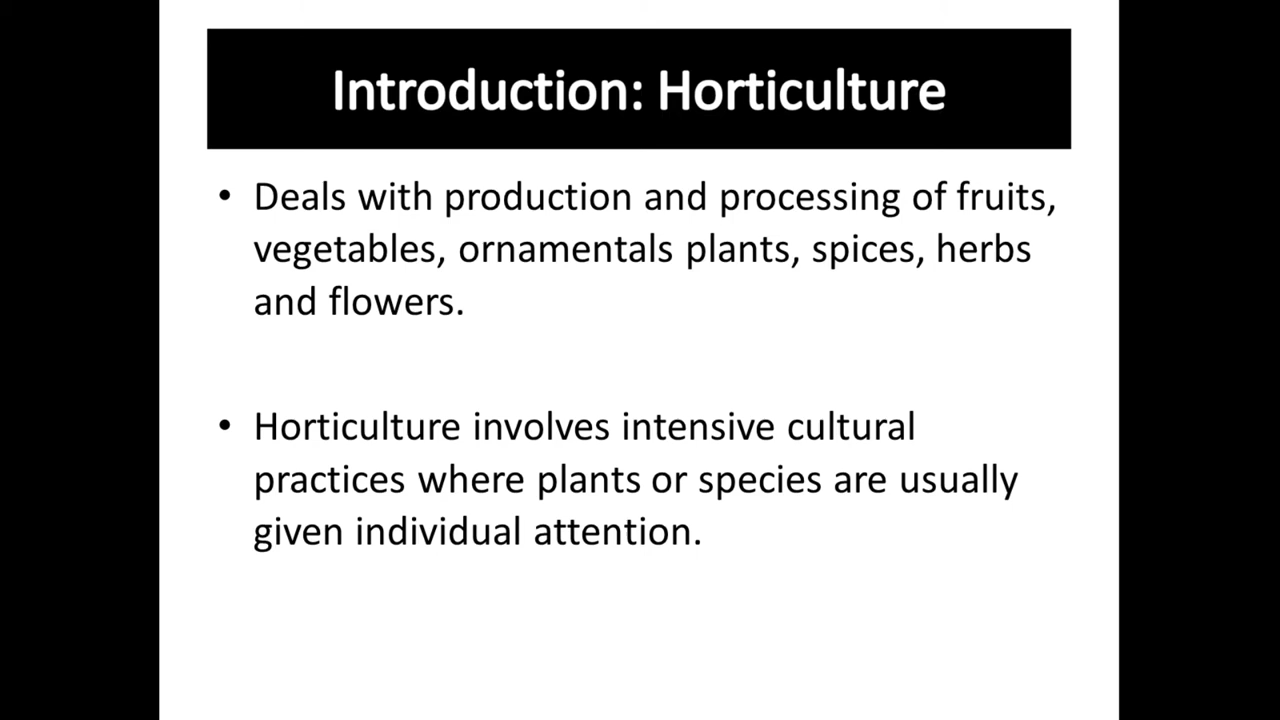 Introduction: Horticulture
• Deals with production and processing of fruits,
vegetables, ornamentals plants, spices, herbs
and flowers.
• Horticulture involves intensive cultural
practices where plants or species are usually
given individual attention.